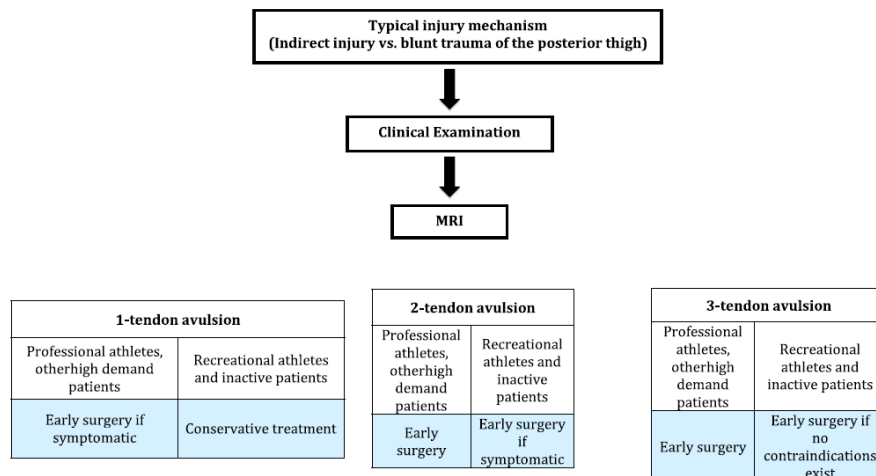 Typical injury mechanism
(Indirect injury vs. blunt trauma of the posterior thigh)
Clinical Examination
MRI
1-tendon avulsion
Professional athletes,
otherhigh demand
patients
Recreational athletes
and inactive patients
Early surgery if
symptomatic
Conservative treatment
2-tendon avulsion
Professional
athletes,
otherhigh
demand
patients
Recreational
athletes and
inactive
patients
Early
surgery
Early surgery
if
symptomatic
3-tendon avulsion
Professional
athletes,
otherhigh
demand
patients
Recreational
athletes and
inactive patients
Early surgery
Early surgery if
no
contraindications
exist